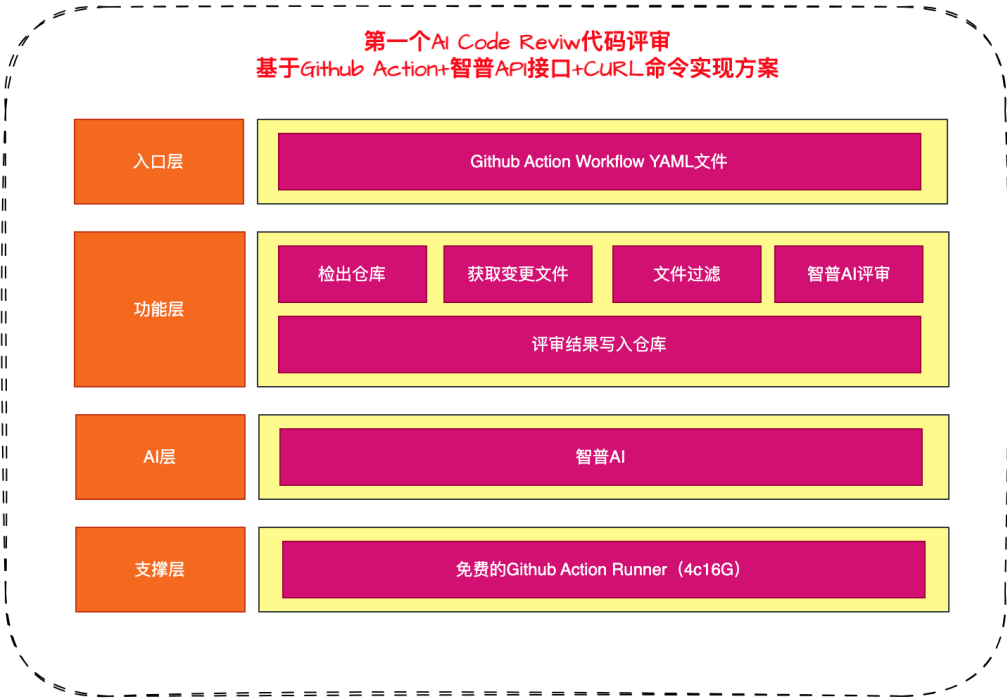 第一个AI Code Reviw代码评审
基于Github Action+智普API接口+CURL命令实现方案
入口层
Github Action Workflow YAML文件
功能层
检出仓库
获取变更文件
文件过滤
智普AI评审
评审结果写入仓库
AI层
智普AI
支撑层
免费的Github Action Runner（4c16G）